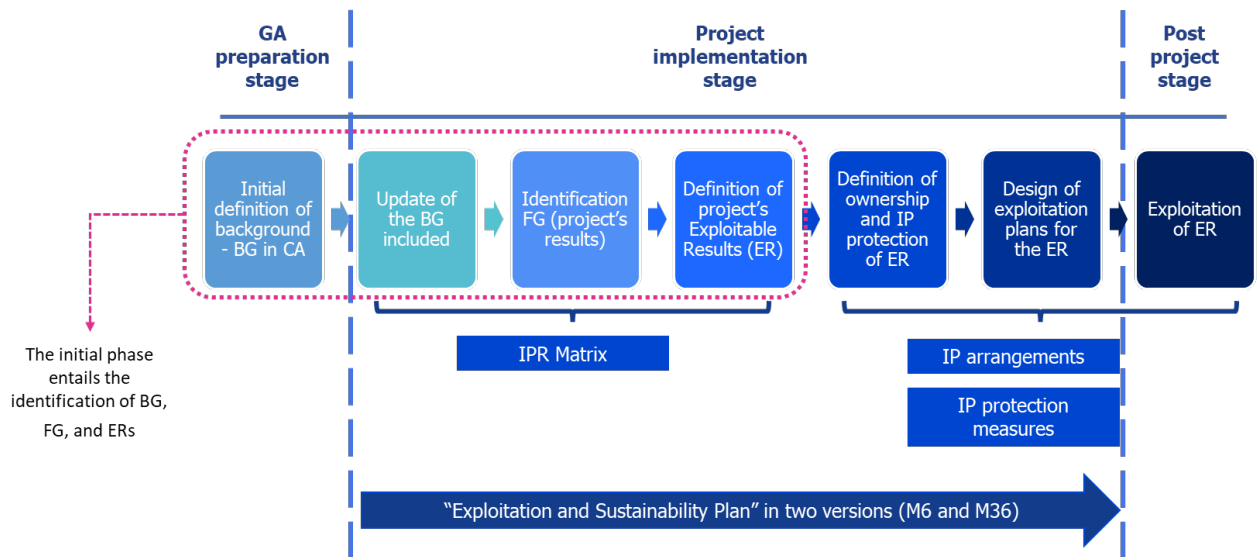 GA
preparation
stage
Project
implementation
stage
Post
project
stage
Initial
definition of
background
- BG in CA
Update of
the BG
included
Identification
FG (project's
results)
Definition of
project's
Exploitable
Results (ER)
Definition of
ownership
and IP
protection
of ER
Design of
exploitation
plans for
the ER
Exploitation
of ER
The initial phase
entails the
identification of BG,
FG, and ERs
IPR Matrix
IP arrangements
IP protection
measures
“Exploitation and Sustainability Plan” in two versions (M6 and M36)